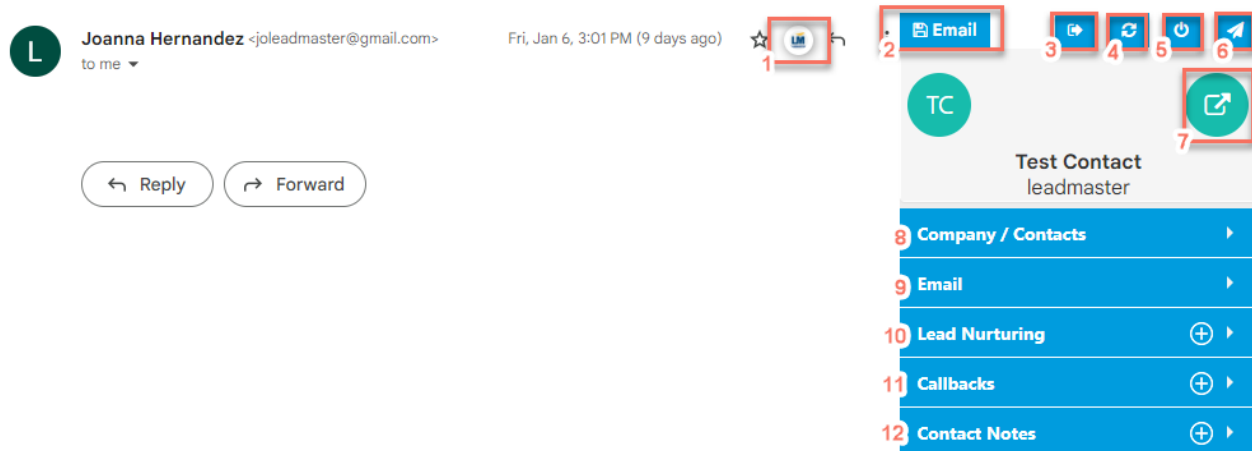 L
Joanna Hernandez <joleadmaster@gmail.com>
Fri, Jan 6, 3:01 PM (9 days ago)
LM
1
to me
Reply
Forward
2
Email
3
4
5
6
TC
7
Test Contact
leadmaster
8 Company / Contacts
9 Email
10 Lead Nurturing
11 Callbacks
12 Contact Notes